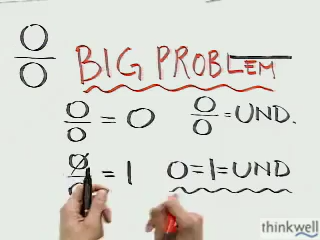 0/0 BIG PROBLEM
0/0 = 0 0/0 = UND.
0/0 = 1 0=1=UND
thinkwell